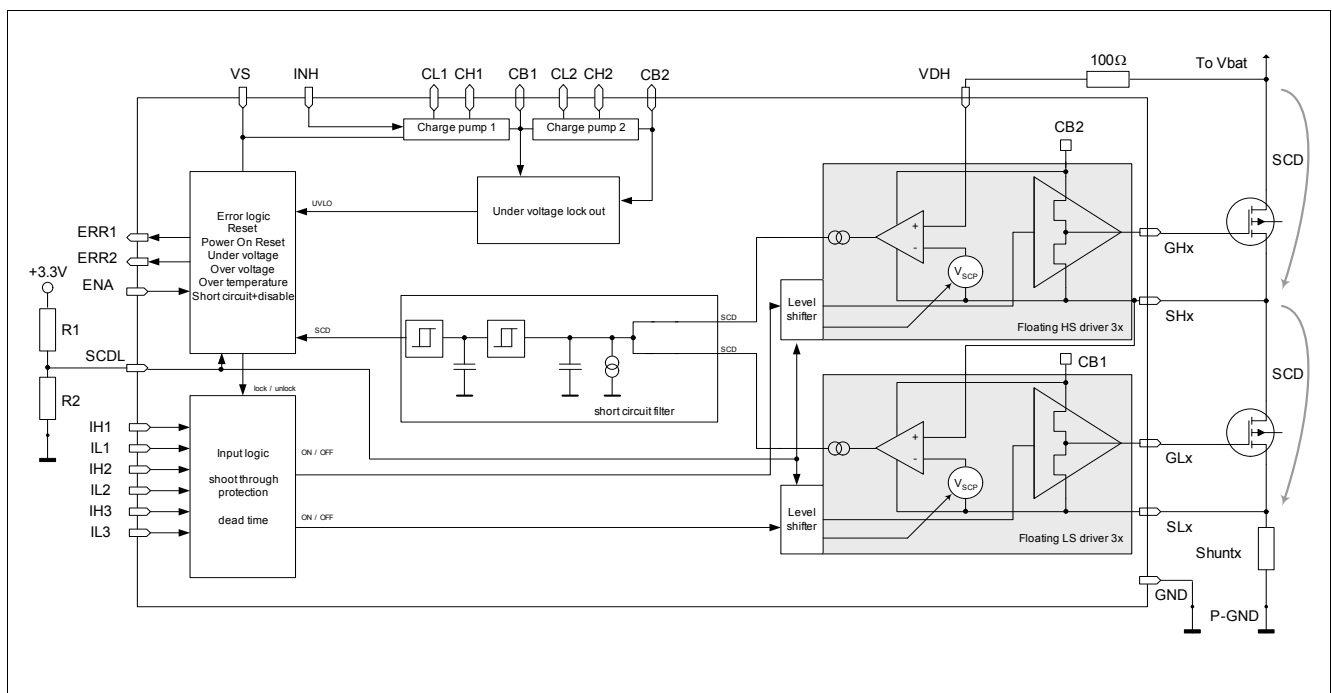 VS
INH
CL1
CH1
CB1
CL2
CH2
CB2
VDH
100Ω
To Vbat
Charge pump 1
Charge pump 2
CB2
SCD
Error logic
Reset
Power On Reset
Under voltage
Over voltage
Over temperature
Short circuit+disable
UVLO
Under voltage lock out
ERR1
ERR2
ENA
+3.3V
R1
SCDL
R2
+
-
VSCP
Level
shifter
Floating HS driver 3x
GHx
SHx
SCD
SCD
SCD
short circuit filter
lock / unlock
CB1
SCD
IH1
IL1
IH2
IL2
IH3
IL3
Input logic
shoot through
protection
dead time
ON / OFF
ON / OFF
+
-
VSCP
Level
shifter
Floating LS driver 3x
GLx
SLx
Shuntx
GND
P-GND